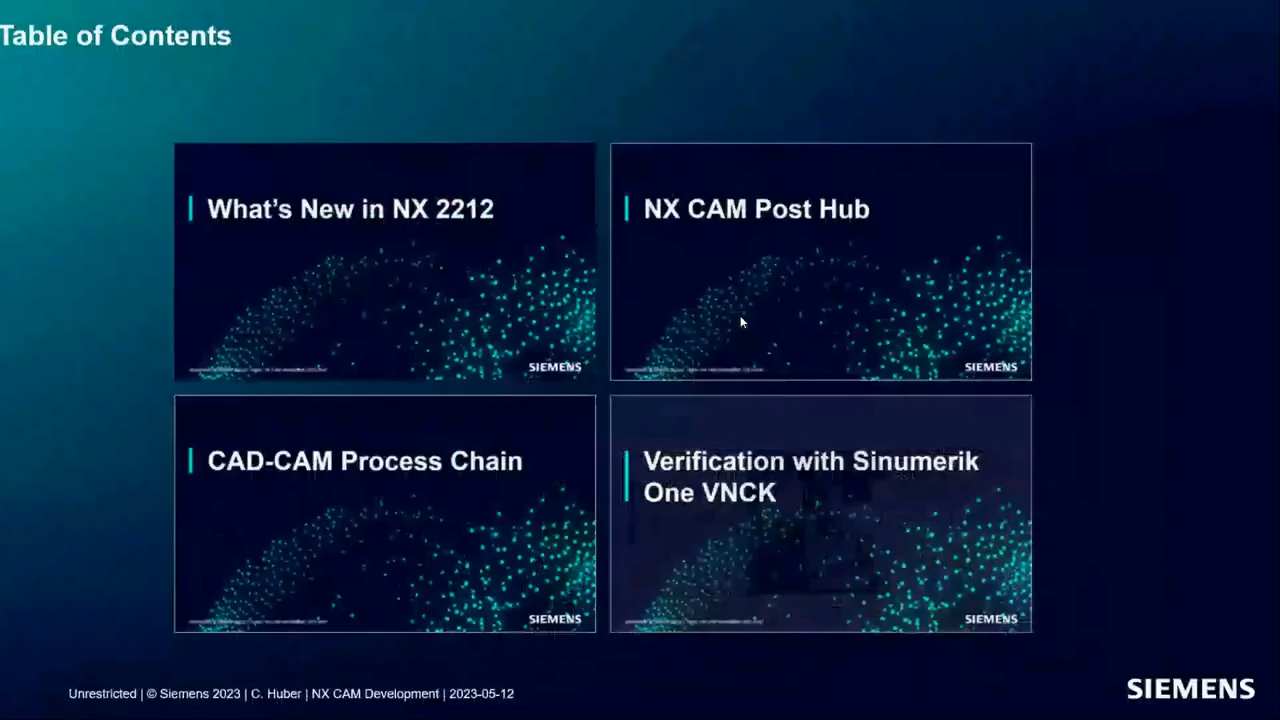 Table of Contents
What's New in NX 2212
SIEMENS
NX CAM Post Hub
SIEMENS
CAD-CAM Process Chain
SIEMENS
Verification with Sinumerik
One VNCK
SIEMENS
Unrestricted | © Siemens 2023 | C. Huber | NX CAM Development | 2023-05-12
SIEMENS